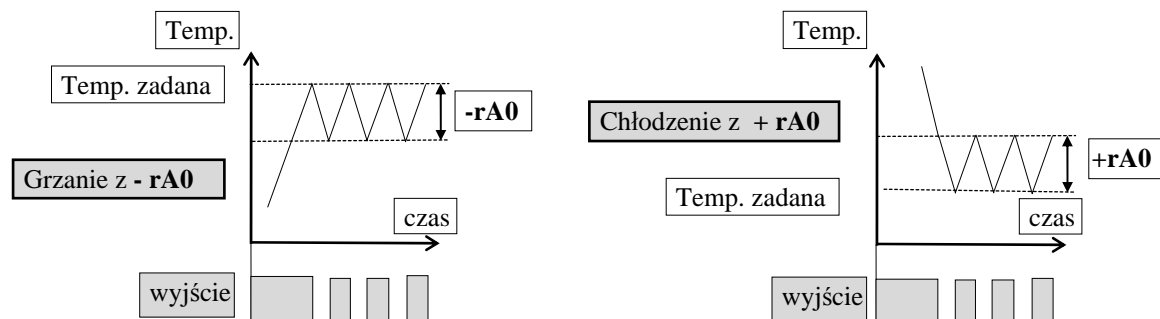 Temp.
Temp. zadana
-rA0
Grzanie z - rA0
czas
wyjście
Temp.
Chłodzenie z + rA0
+rA0
Temp. zadana
czas
wyjście